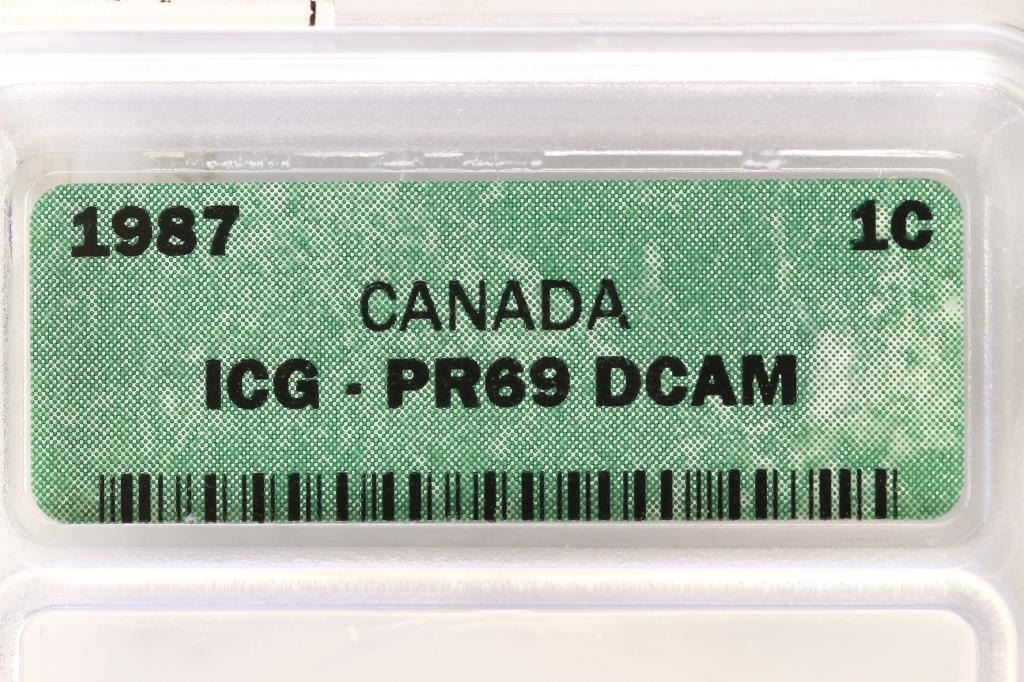 1987 1C
CANADA
ICG - PR69 DCAM